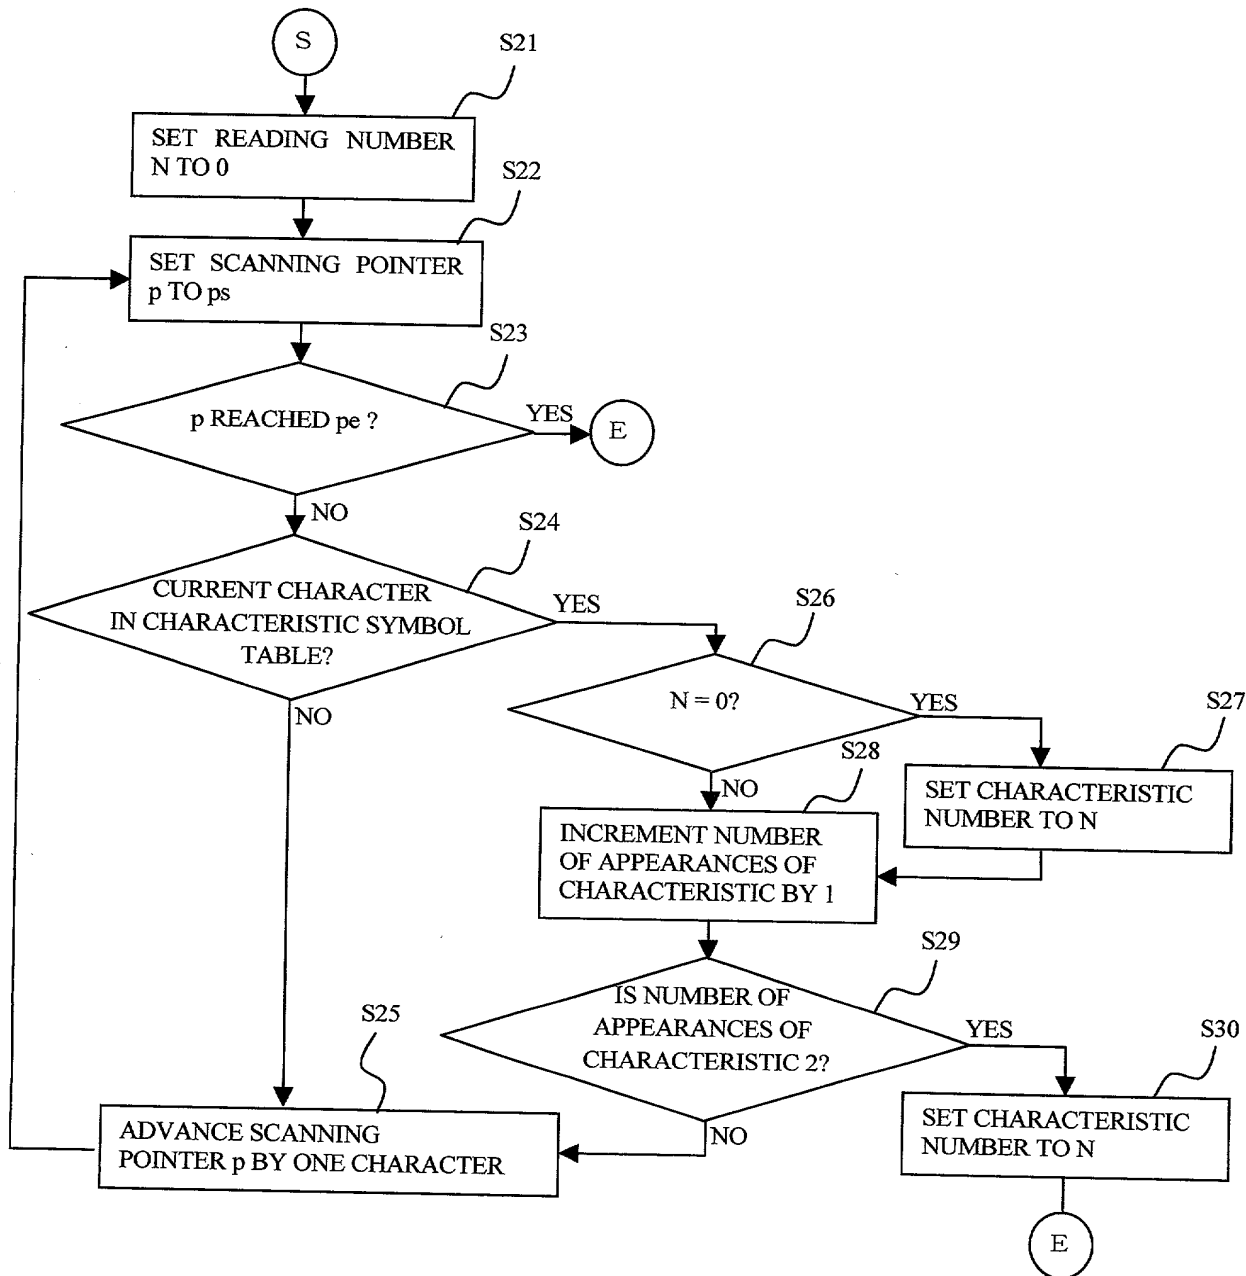 S
S21
SET READING NUMBER
N TO 0
S22
SET SCANNING POINTER
p TO ps
S23
p REACHED pe ?
YES
E
NO
S24
CURRENT CHARACTER
IN CHARACTERISTIC SYMBOL
TABLE?
YES
NO
S26
N = 0?
YES
S27
NO
S28
SET CHARACTERISTIC
NUMBER TO N
INCREMENT NUMBER
OF APPEARANCES OF
CHARACTERISTIC BY 1
S29
IS NUMBER OF
APPEARANCES OF
CHARACTERISTIC 2?
YES
S30
NO
S25
ADVANCE SCANNING
POINTER p BY ONE CHARACTER
SET CHARACTERISTIC
NUMBER TO N
E